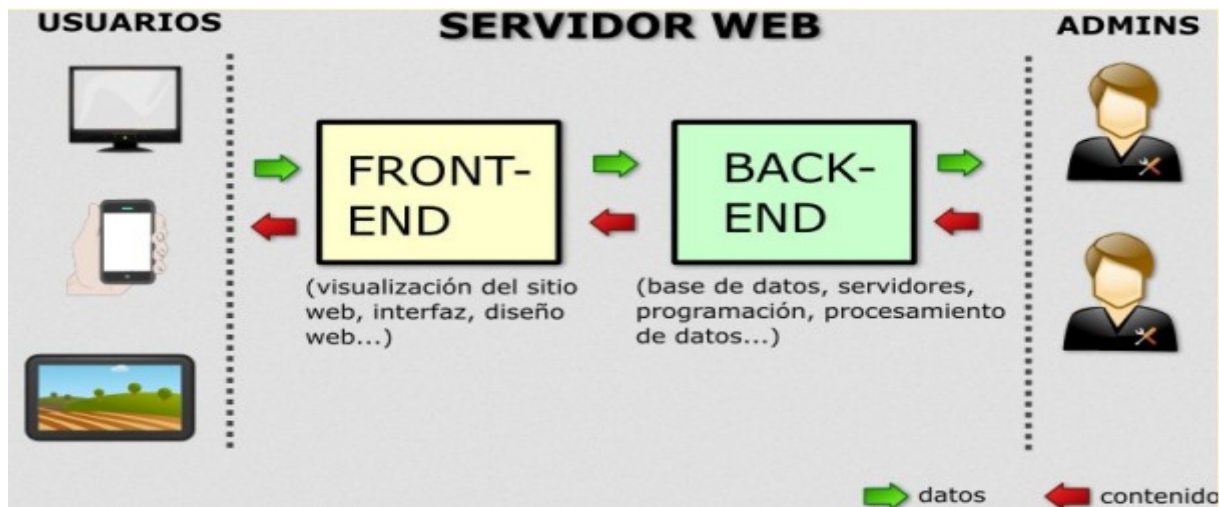 USUARIOS
SERVIDOR WEB
ADMINS
FRONT-
END
(visualización del sitio
web, interfaz, diseño
web...)
BACK-
END
(base de datos, servidores,
programación, procesamiento
de datos...)
datos
contenido